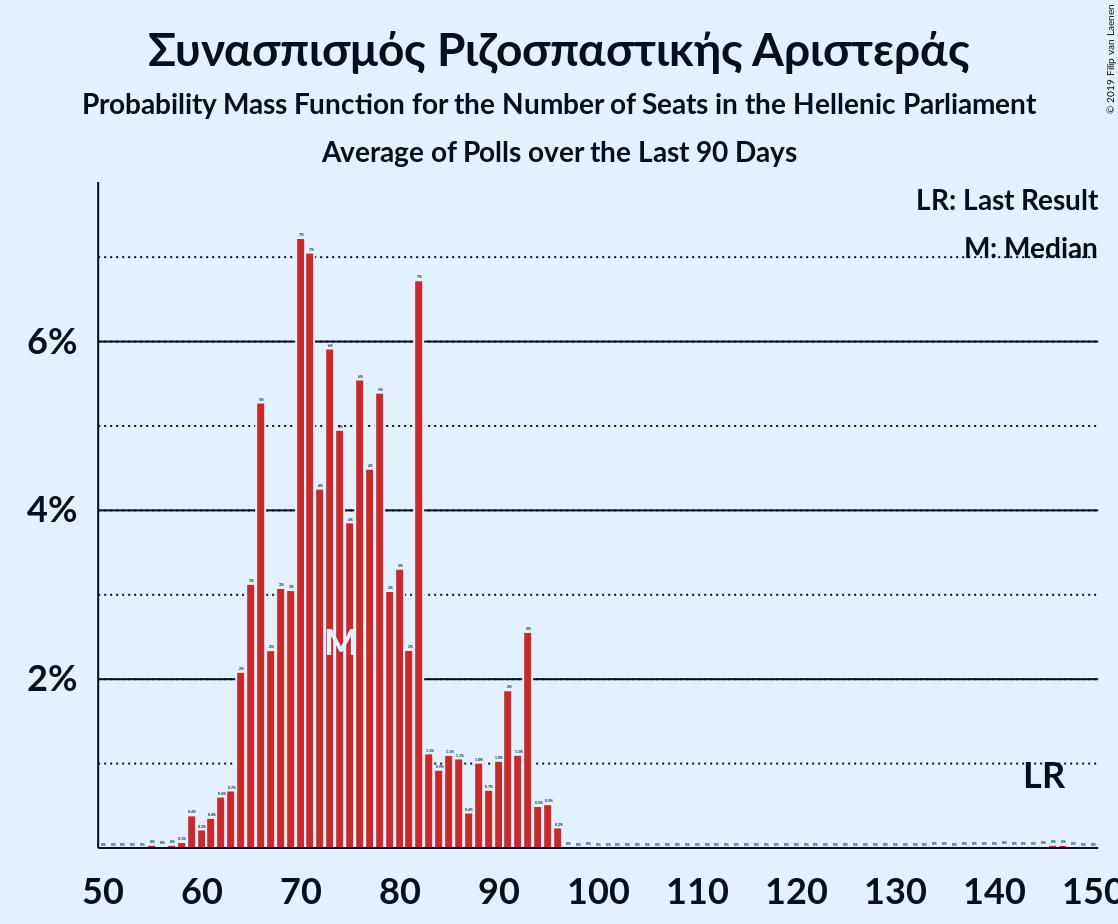 Συνασπισμός Ριζοσπαστικής Αριστεράς
Probability Mass Function for the Number of Seats in the Hellenic Parliament
Average of Polls over the Last 90 Days
© 2019 Filip van Laenen
LR: Last Result
M: Median
6%
4%
2%
M
LR
50 60 70 80 90 100 110 120 130 140 150